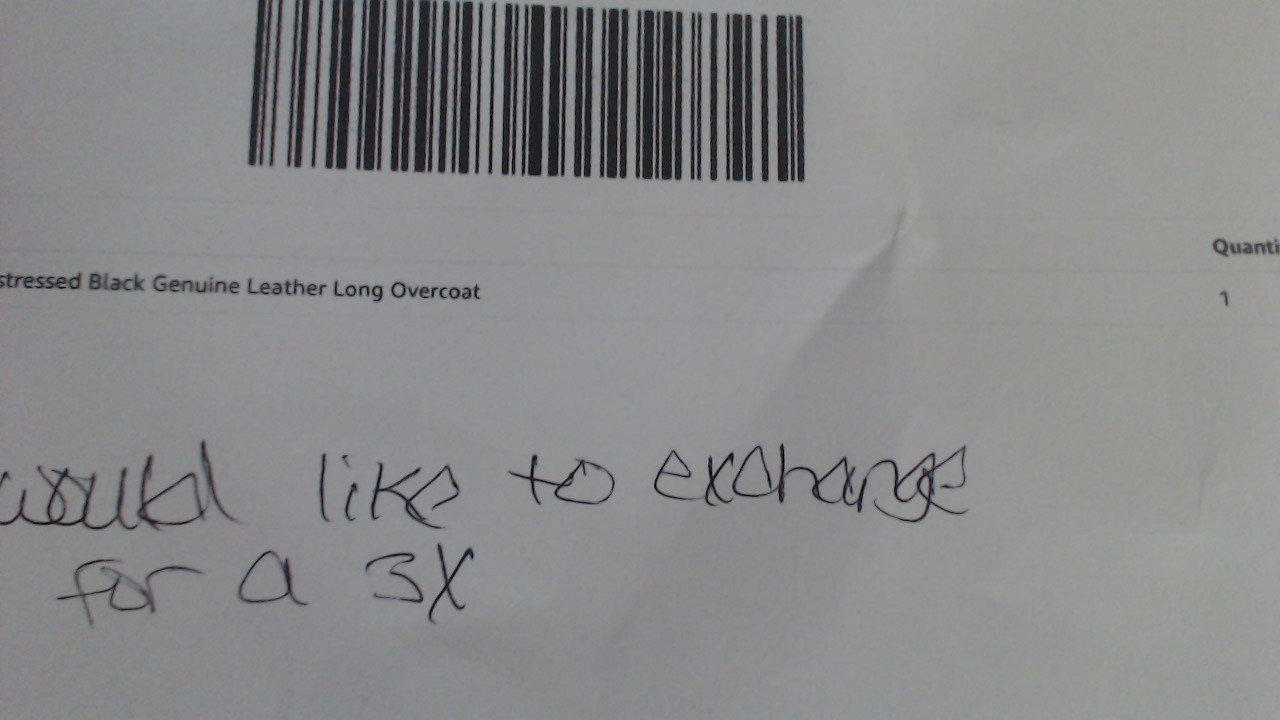 Quanti
stressed Black Genuine Leather Long Overcoat
1
would like to exchange
for a 3X